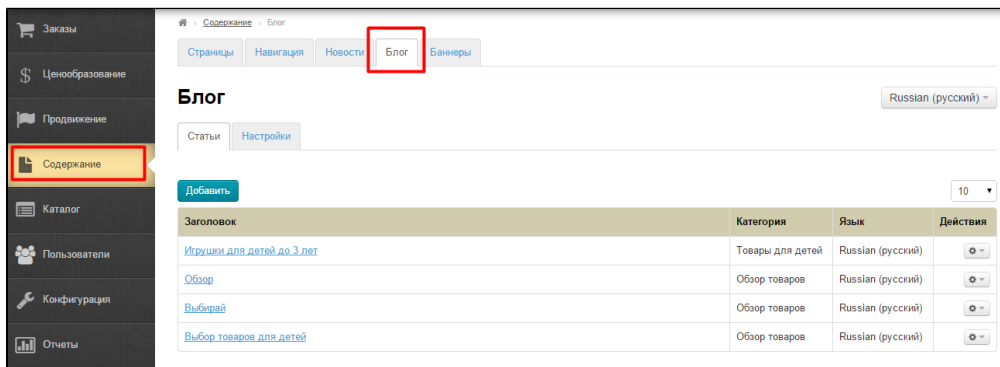 Заказы
Ценообразование
Продвижение
Содержание
Каталог
Пользователи
Конфигурация
Отчеты
Содержание › Блог
Страницы Навигация Новости Блог Баннеры
Блог
Russian (русский)
Статьи Настройки
Добавить 10
Заголовок Категория Язык Действия
Игрушки для детей до 3 лет Товары для детей Russian (русский)
Обзор Обзор товаров Russian (русский)
Выбирай Обзор товаров Russian (русский)
Выбор товаров для детей Обзор товаров Russian (русский)